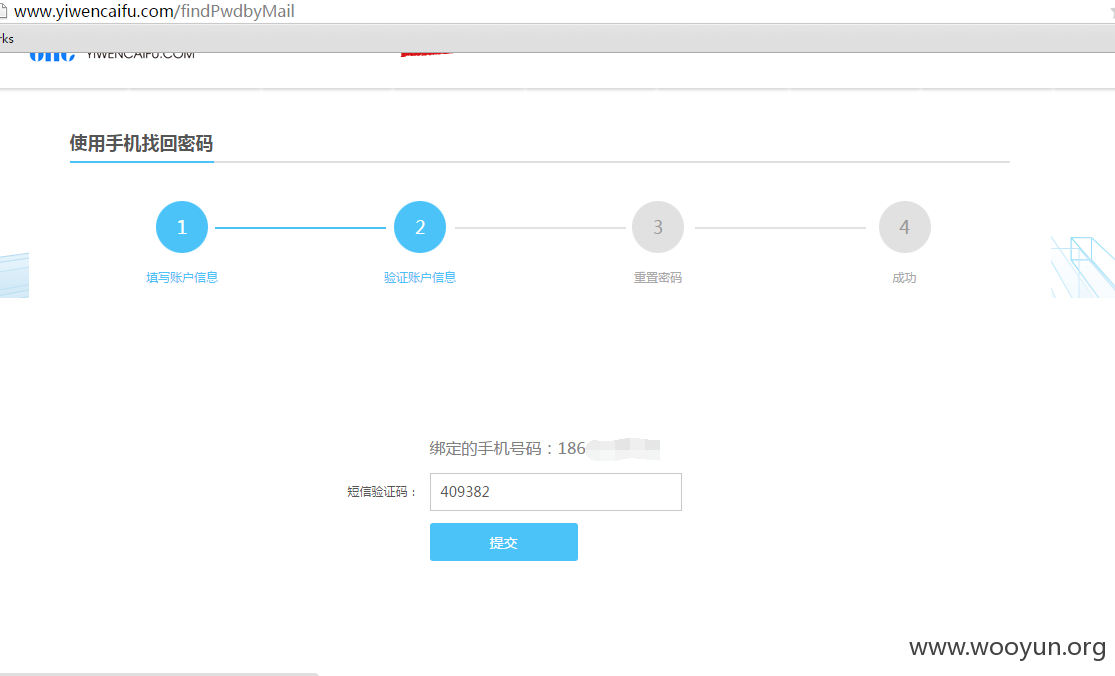 www.yiwencaifu.com/findPwdbyMail
rks
YIWENCAIFU.COM
使用手机找回密码
1 2 3 4
填写账户信息 验证账户信息 重置密码 成功
绑定的手机号码：186
短信验证码： 409382
提交
www.wooyun.org